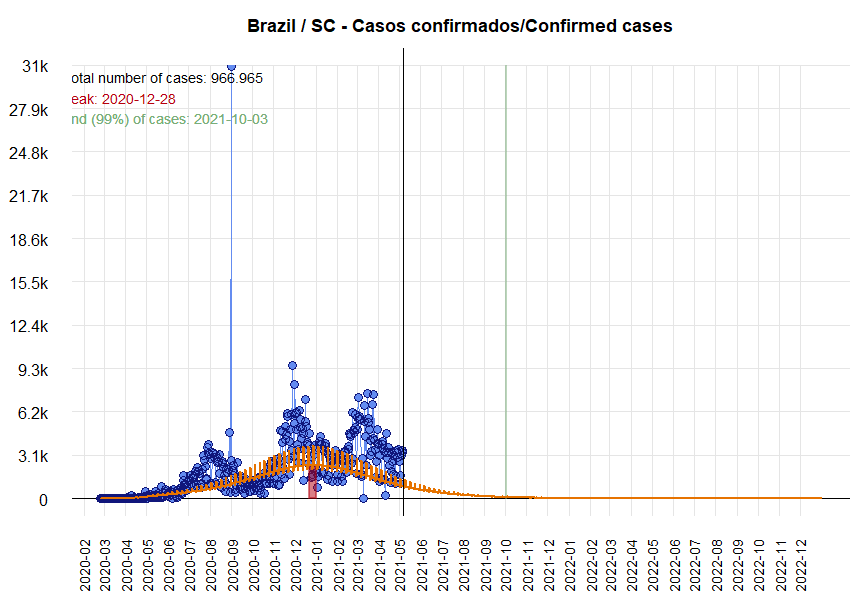 Brazil / SC - Casos confirmados/Confirmed cases
31k
otal number of cases: 966.965
eak: 2020-12-28
27.9k
nd (99%) of cases: 2021-10-03
24.8k
21.7k
18.6k
15.5k
12.4k
9.3k
6.2k
3.1k
0
2020-02
2020-03
2020-04
2020-05
2020-06
2020-07
2020-08
2020-09
2020-10
2020-11
2020-12
2021-01
2021-02
2021-03
2021-04
2021-05
2021-06
2021-07
2021-08
2021-09
2021-10
2021-11
2021-12
2022-01
2022-02
2022-03
2022-04
2022-05
2022-06
2022-07
2022-08
2022-09
2022-10
2022-11
2022-12